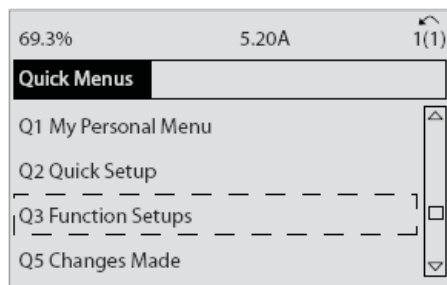 69.3% 5.20A 1(1)
Quick Menus
Q1 My Personal Menu
Q2 Quick Setup
Q3 Function Setups
Q5 Changes Made